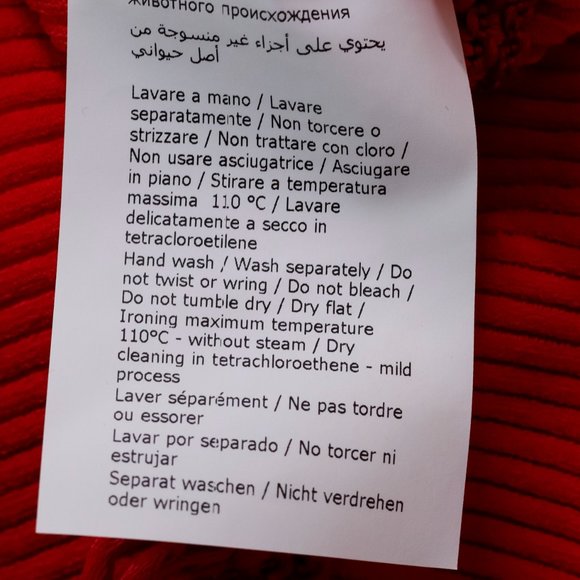 животного происхождения
يحتوي على أجزاء غير منسوجة من
أصل حيواني
Lavare a mano / Lavare
separatamente / Non torcere o
strizzare / Non trattare con cloro /
Non usare asciugatrice / Asciugare
in piano / Stirare a temperatura
massima 110 °C / Lavare
delicatamente a secco in
tetracloroetilene
Hand wash / Wash separately / Do
not twist or wring / Do not bleach /
Do not tumble dry / Dry flat /
Ironing maximum temperature
110°C - without steam / Dry
cleaning in tetrachloroethene - mild
process
Laver séparément / Ne pas tordre
ou essorer
Lavar por separado / No torcer ni
estrujar
Separat waschen / Nicht verdrehen
oder wringen